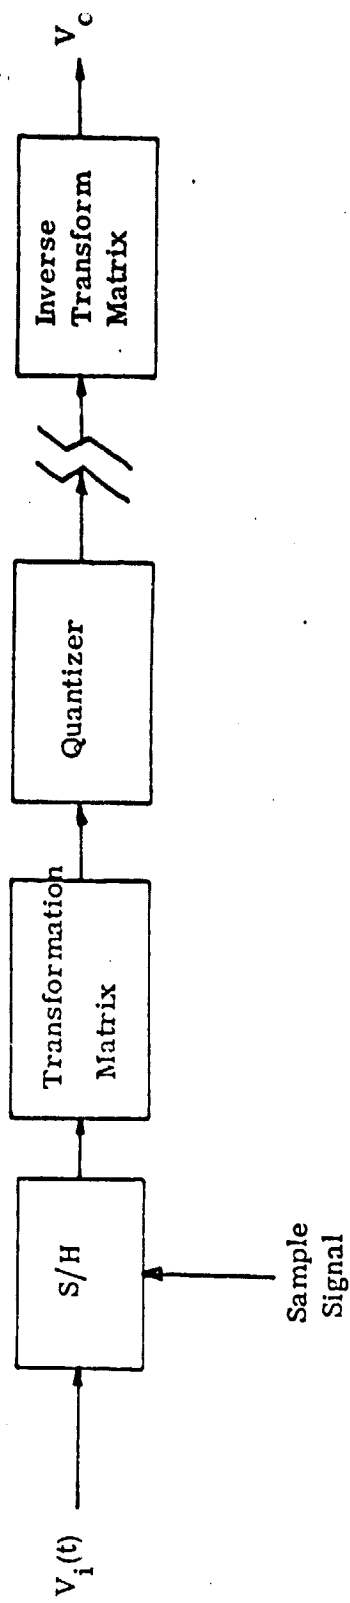 V_i(t)
S/H
Sample
Signal
Transformation
Matrix
Quantizer
Inverse
Transform
Matrix
V_c